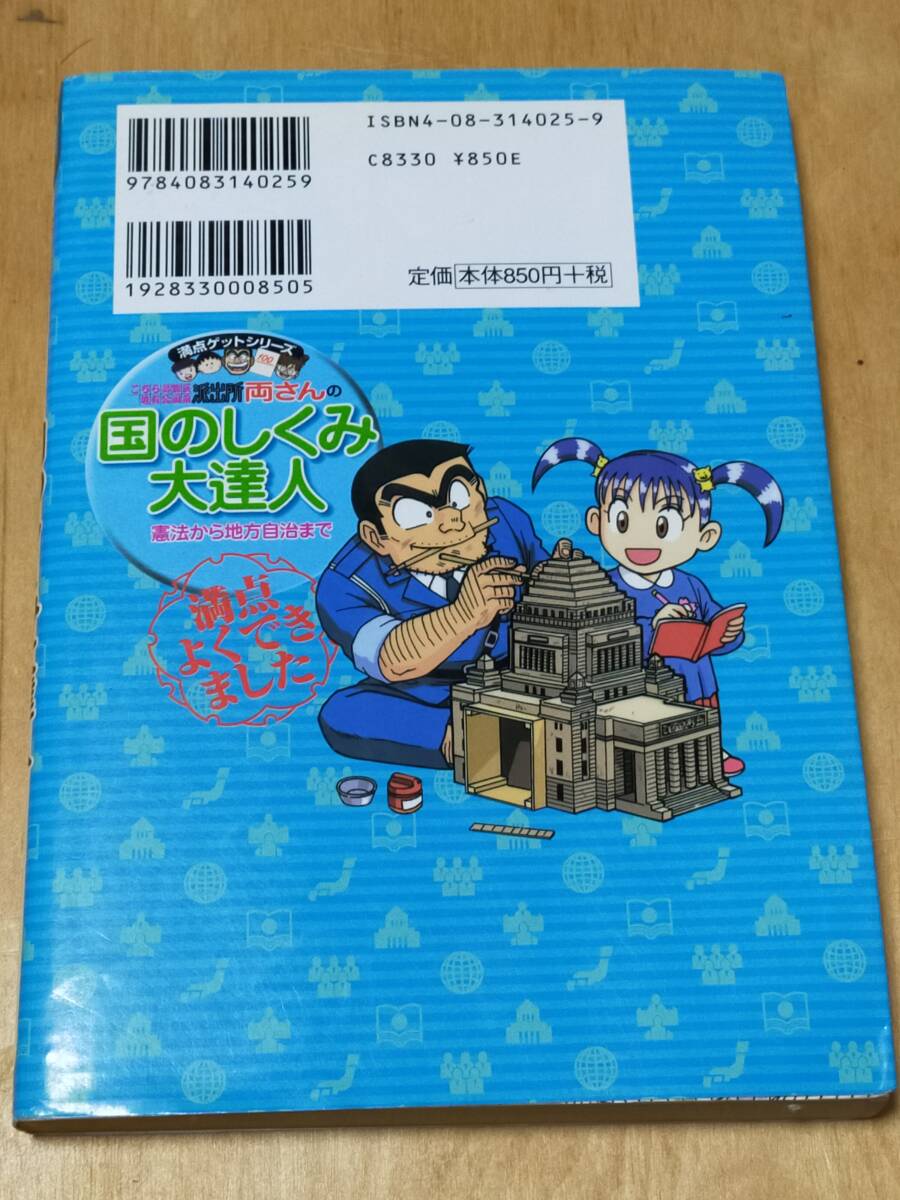 ISBN4-08-314025-9
C8330 ¥850E
9784083140259
1928330008505
定価 本体850円+税
満点ゲットシリーズ
100
こちら葛飾区
亀有公園前
派出所 両さんの
国のしくみ
大達人
憲法から地方自治まで
満点
よくでき
ました